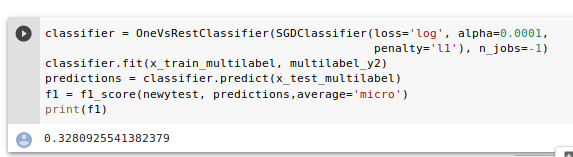 classifier = OneVsRestClassifier(SGDClassifier(loss='log', alpha=0.0001,
penalty='l1'), n_jobs=-1)
classifier.fit(x_train_multilabel, multilabel_y2)
predictions = classifier.predict(x_test_multilabel)
f1 = f1_score(newytest, predictions,average='micro')
print(f1)
0.3280925541382379